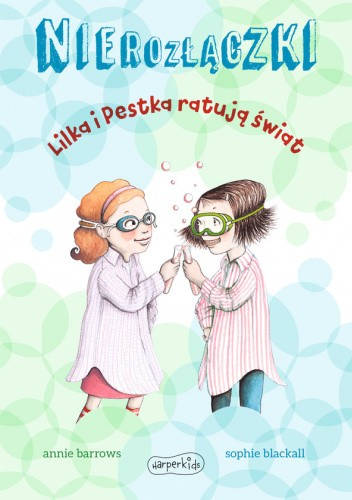 NIEROZŁĄCZKI
Lilka i Pestka ratują świat
annie barrows
sophie blackall
HarperKids